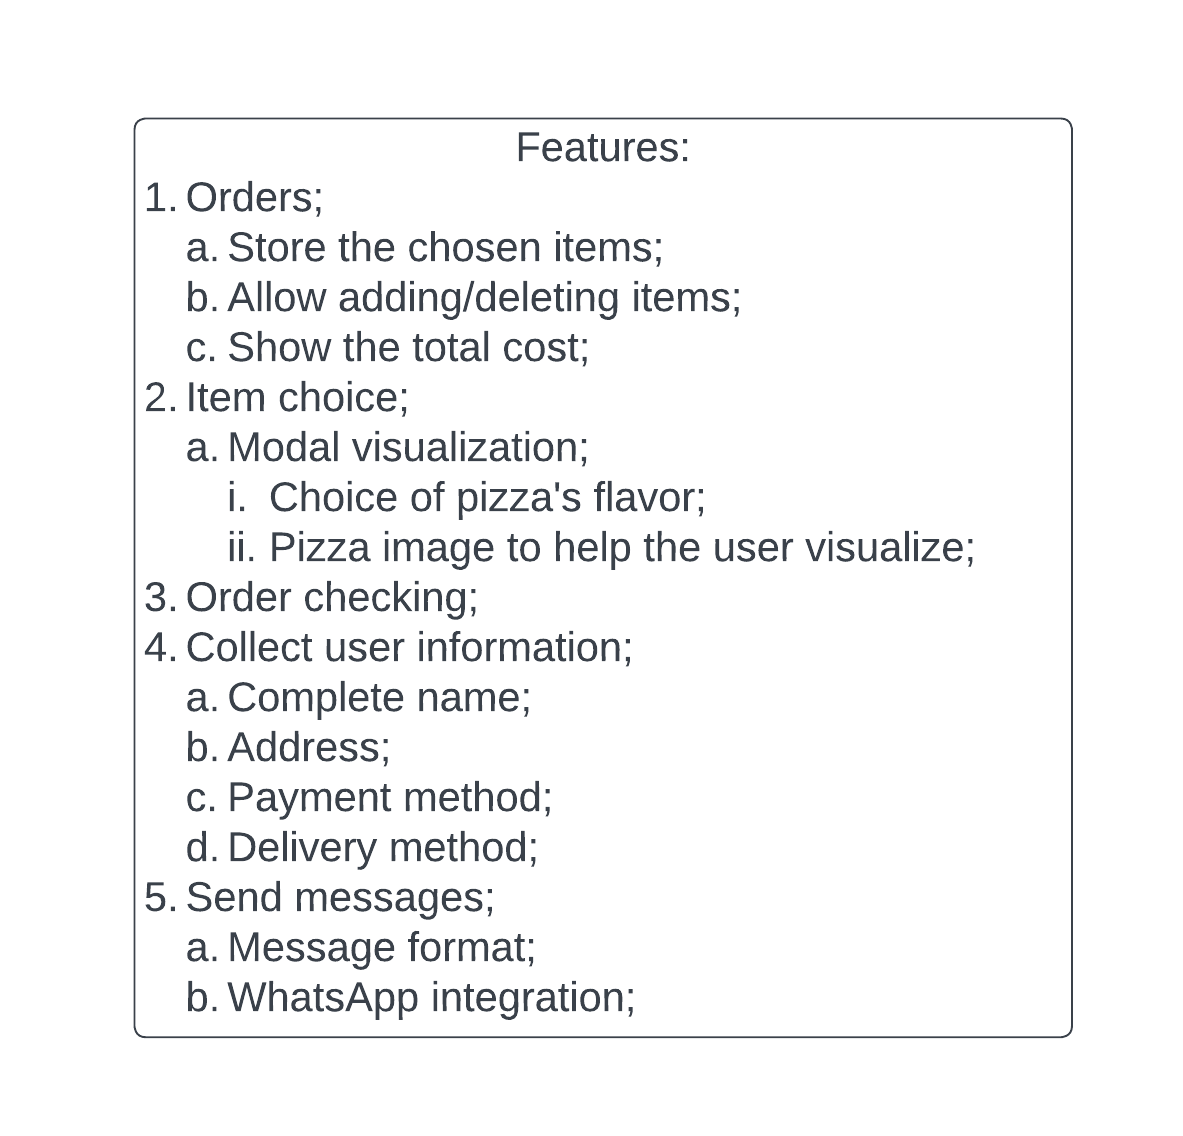 Features:
1. Orders;
a. Store the chosen items;
b. Allow adding/deleting items;
c. Show the total cost;
2. Item choice;
a. Modal visualization;
i. Choice of pizza's flavor;
ii. Pizza image to help the user visualize;
3. Order checking;
4. Collect user information;
a. Complete name;
b. Address;
c. Payment method;
d. Delivery method;
5. Send messages;
a. Message format;
b. WhatsApp integration;